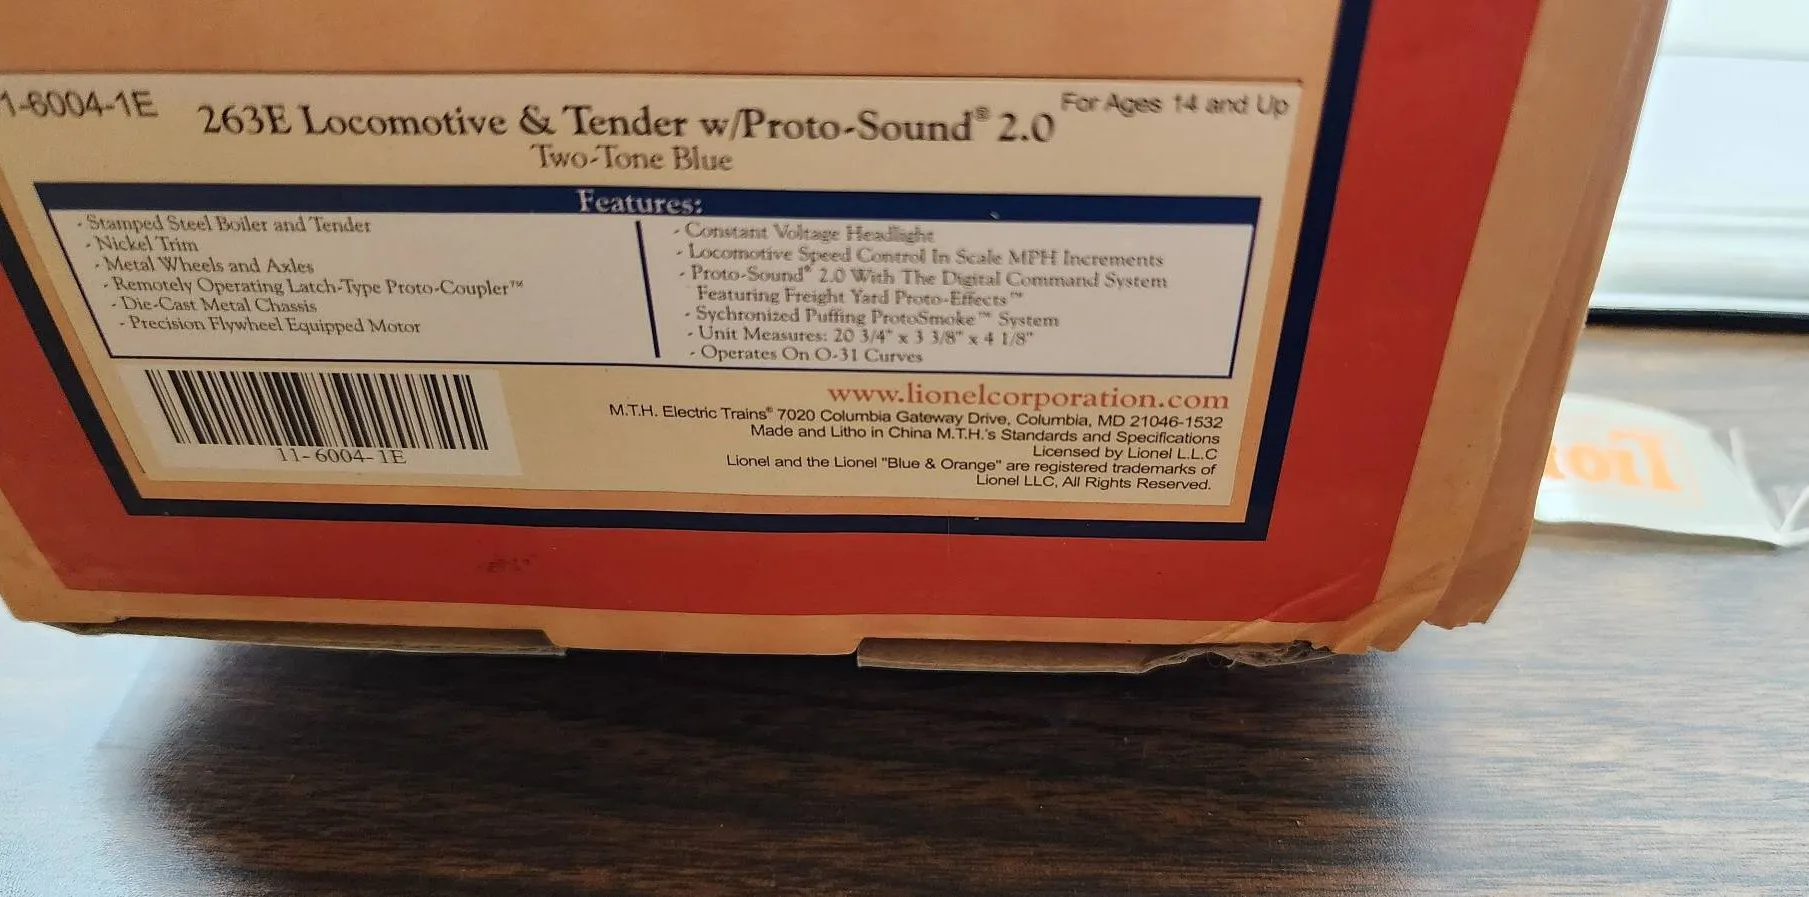 1-6004-1E
263E Locomotive & Tender w/Proto-Sound® 2.0
For Ages 14 and Up
Two-Tone Blue
Features:
- Stamped Steel Boiler and Tender
- Nickel Trim
- Metal Wheels and Axles
- Remotely Operating Latch-Type Proto-Coupler™
- Die-Cast Metal Chassis
- Precision Flywheel Equipped Motor
- Constant Voltage Headlight
- Locomotive Speed Control In Scale MPH Increments
- Proto-Sound® 2.0 With The Digital Command System
Featuring Freight Yard Proto-Effects™
- Sychronized Puffing ProtoSmoke™ System
- Unit Measures: 20 3/4" x 3 3/8" x 4 1/8"
- Operates On O-31 Curves
11-6004-1E
www.lionelcorporation.com
M.T.H. Electric Trains® 7020 Columbia Gateway Drive, Columbia, MD 21046-1532
Made and Litho in China M.T.H.'s Standards and Specifications
Licensed by Lionel L.L.C
Lionel and the Lionel "Blue & Orange" are registered trademarks of
Lionel LLC, All Rights Reserved.